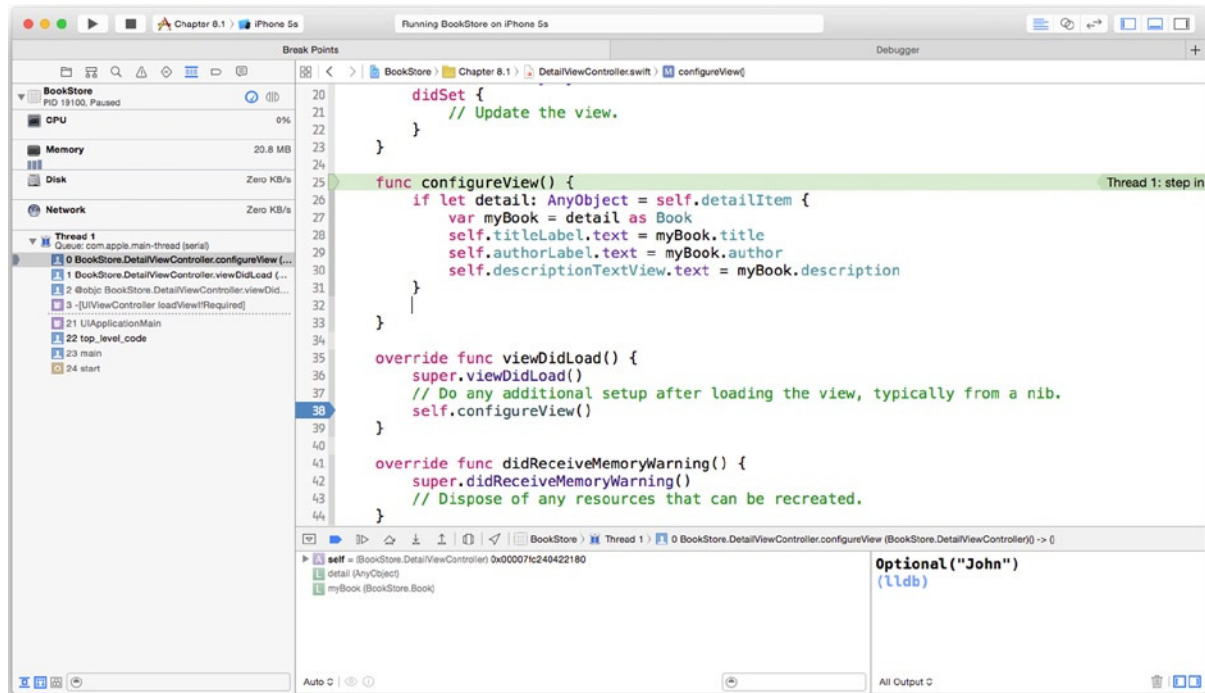 Chapter 8.1 〉 iPhone 5s
Running BookStore on iPhone 5s
Break Points
Debugger
BookStore 〉 Chapter 8.1 〉 DetailViewController.swift 〉 M configureView()
BookStore
PID 19100, Paused
CPU 0%
Memory 20.8 MB
Disk Zero KB/s
Network Zero KB/s
Thread 1
Queue: com.apple.main-thread (serial)
0 BookStore.DetailViewController.configureView (...
1 BookStore.DetailViewController.viewDidLoad (...
2 @objc BookStore.DetailViewController.viewDid...
3 -[UIViewController loadViewIfRequired]
21 UIApplicationMain
22 top_level_code
23 main
24 start
20 didSet {
21 // Update the view.
22 }
23 }
24
25 func configureView() { Thread 1: step in
26 if let detail: AnyObject = self.detailItem {
27 var myBook = detail as Book
28 self.titleLabel.text = myBook.title
29 self.authorLabel.text = myBook.author
30 self.descriptionTextView.text = myBook.description
31 }
32
33 }
34
35 override func viewDidLoad() {
36 super.viewDidLoad()
37 // Do any additional setup after loading the view, typically from a nib.
38 self.configureView()
39 }
40
41 override func didReceiveMemoryWarning() {
42 super.didReceiveMemoryWarning()
43 // Dispose of any resources that can be recreated.
44 }
BookStore 〉 Thread 1 〉 0 BookStore.DetailViewController.configureView (BookStore.DetailViewController)() -> ()
A self = (BookStore.DetailViewController) 0x00007fc240422180
L detail (AnyObject)
L myBook (BookStore.Book)
Optional("John")
(lldb)
Auto
All Output